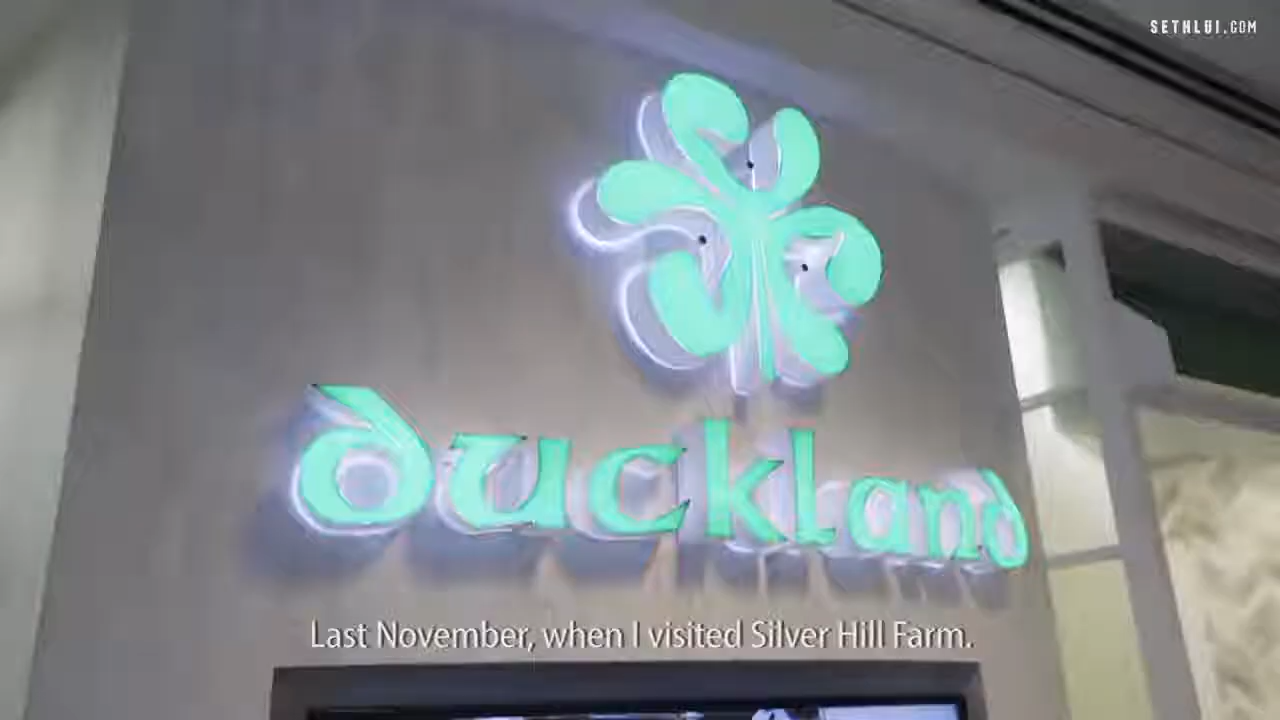 SETHLUI.COM
duckland
Last November, when I visited Silver Hill Farm.